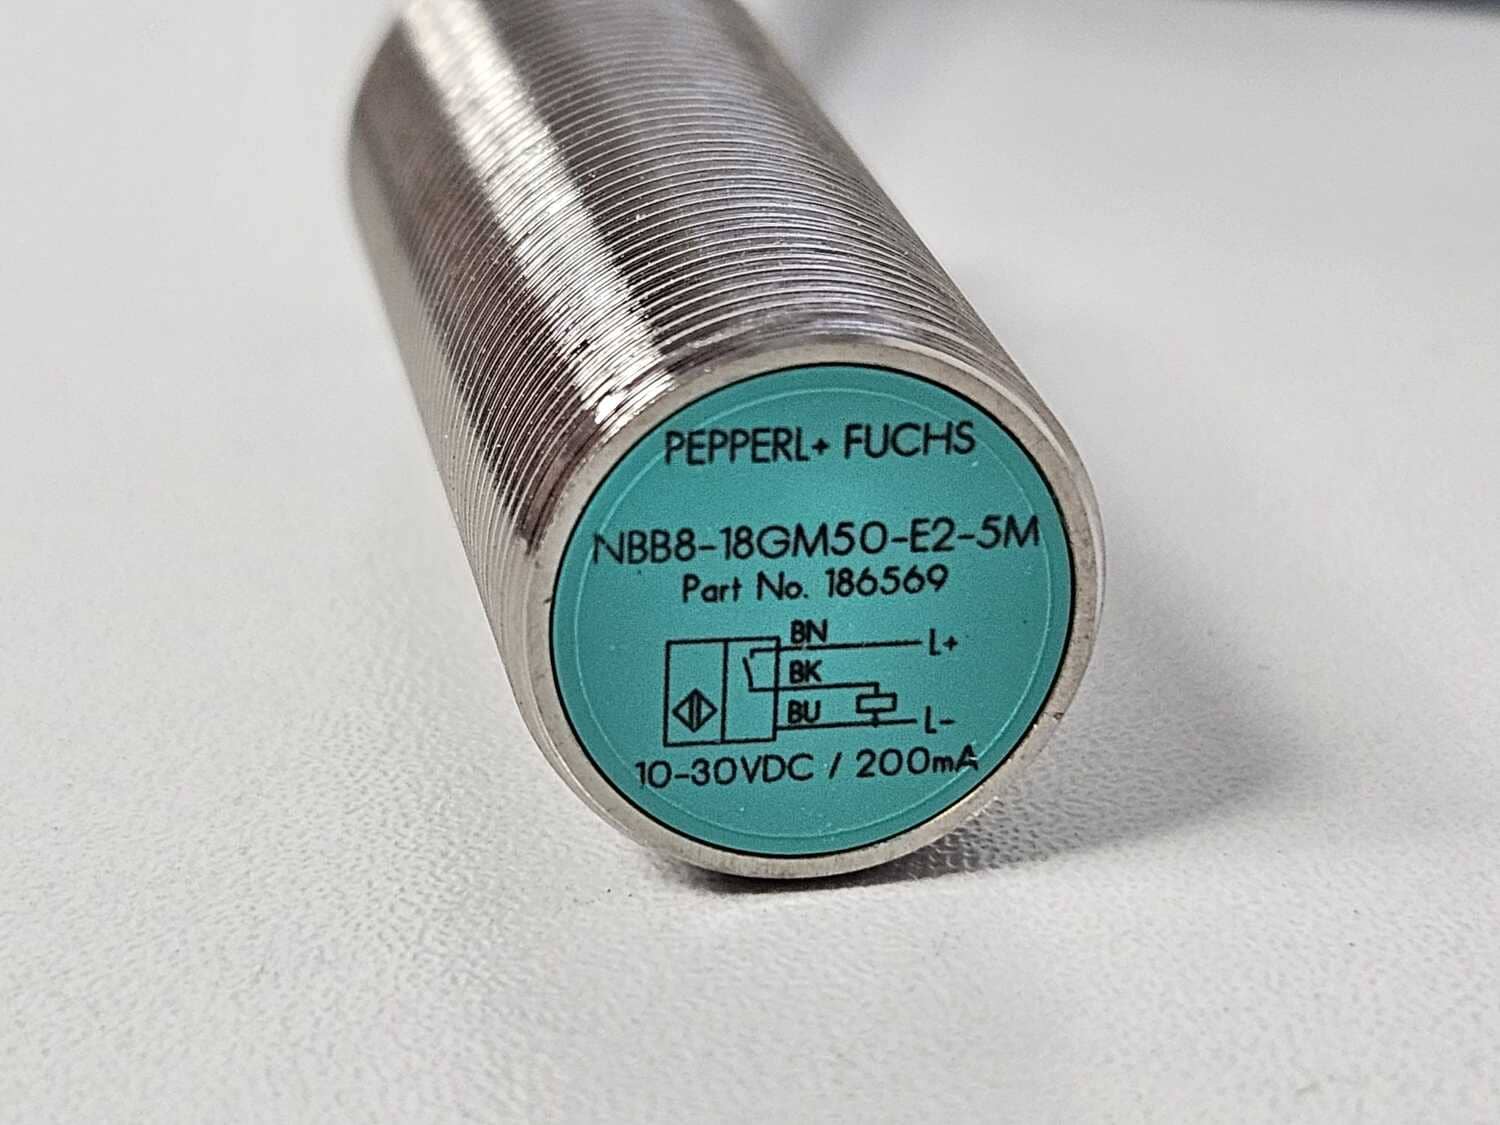 PEPPERL+ FUCHS
NBB8-18GM50-E2-5M
Part No. 186569
BN
L+
BK
BU
L-
10-30VDC / 200mA